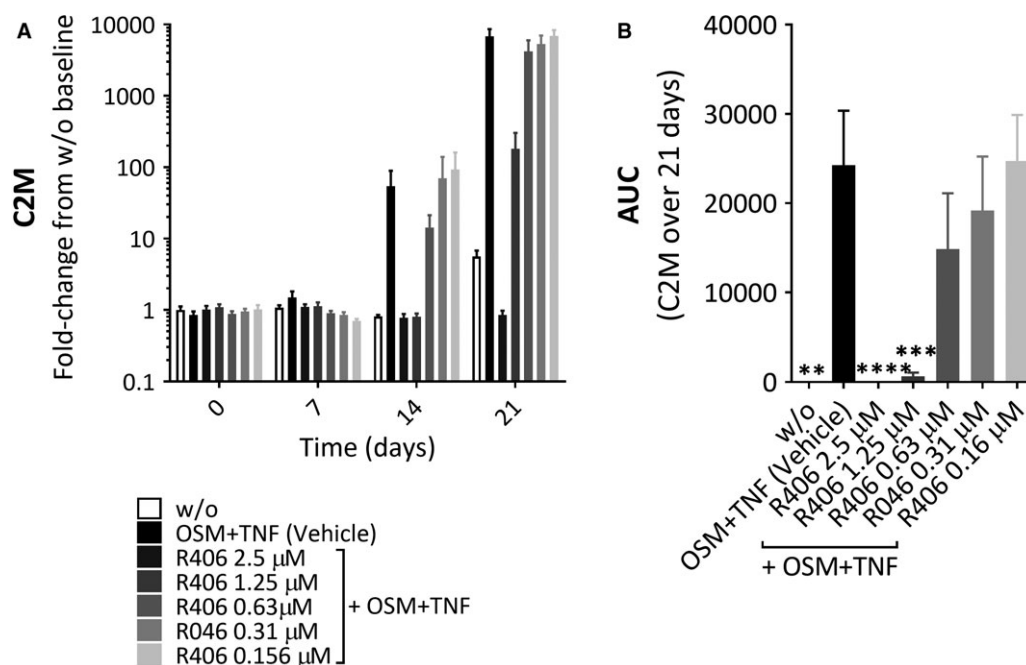 A
C2M
Fold-change from w/o baseline
10000
1000
100
10
1
0.1
0
7
14
21
Time (days)
w/o
OSM+TNF (Vehicle)
R406 2.5 μM
R406 1.25 μM
R406 0.63μM
R046 0.31 μM
R406 0.156 μM
+ OSM+TNF
B
AUC
(C2M over 21 days)
40000
30000
20000
10000
0
**
****
***
w/o
OSM+TNF (Vehicle)
R406 2.5 μM
R406 1.25 μM
R406 0.63 μM
R046 0.31 μM
R406 0.16 μM
+ OSM+TNF